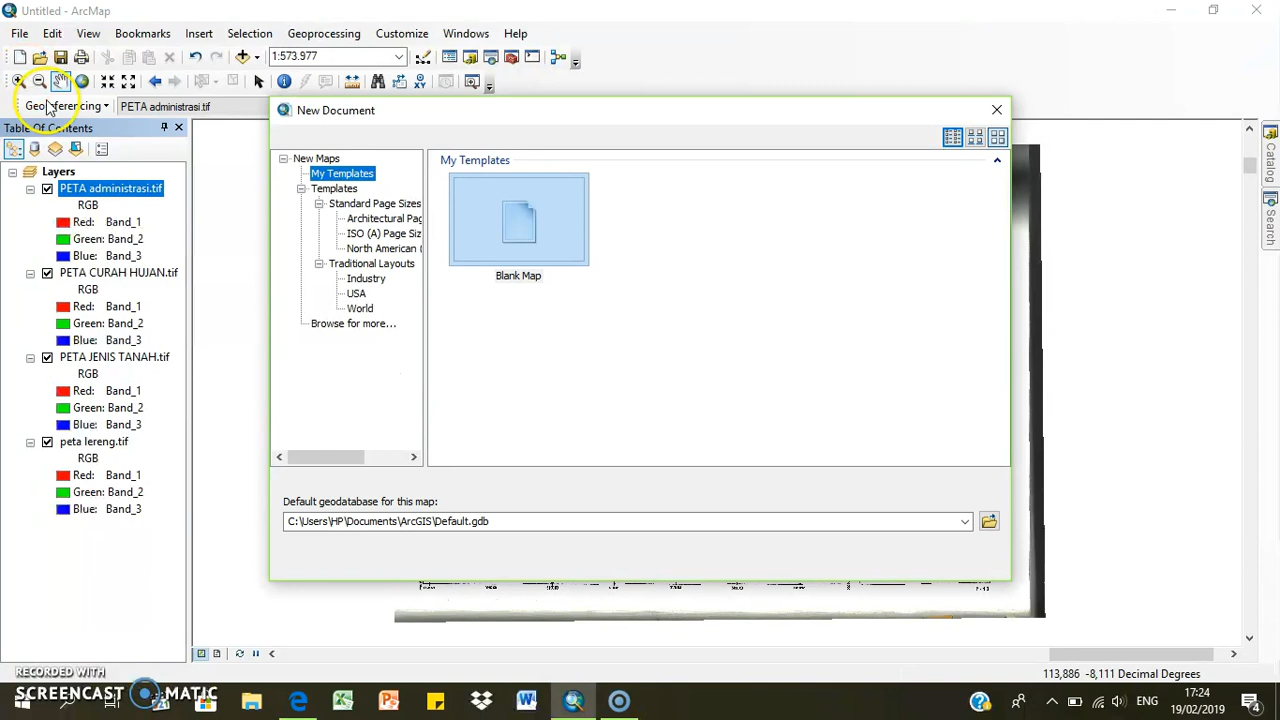 Untitled - ArcMap
File Edit View Bookmarks Insert Selection Geoprocessing Customize Windows Help
1:573.977
Georeferencing PETA administrasi.tif
Table Of Contents
Layers
PETA administrasi.tif
RGB
Red: Band_1
Green: Band_2
Blue: Band_3
PETA CURAH HUJAN.tif
RGB
Red: Band_1
Green: Band_2
Blue: Band_3
PETA JENIS TANAH.tif
RGB
Red: Band_1
Green: Band_2
Blue: Band_3
peta lereng.tif
RGB
Red: Band_1
Green: Band_2
Blue: Band_3
New Document
New Maps
My Templates
Templates
Standard Page Sizes
Architectural Pag
ISO (A) Page Siz
North American (
Traditional Layouts
Industry
USA
World
Browse for more...
My Templates
Blank Map
Default geodatabase for this map:
C:\Users\HP\Documents\ArcGIS\Default.gdb
Catalog
Search
113,886 -8,111 Decimal Degrees
RECORDED WITH
SCREENCAST MATIC
ENG
17:24
19/02/2019
4